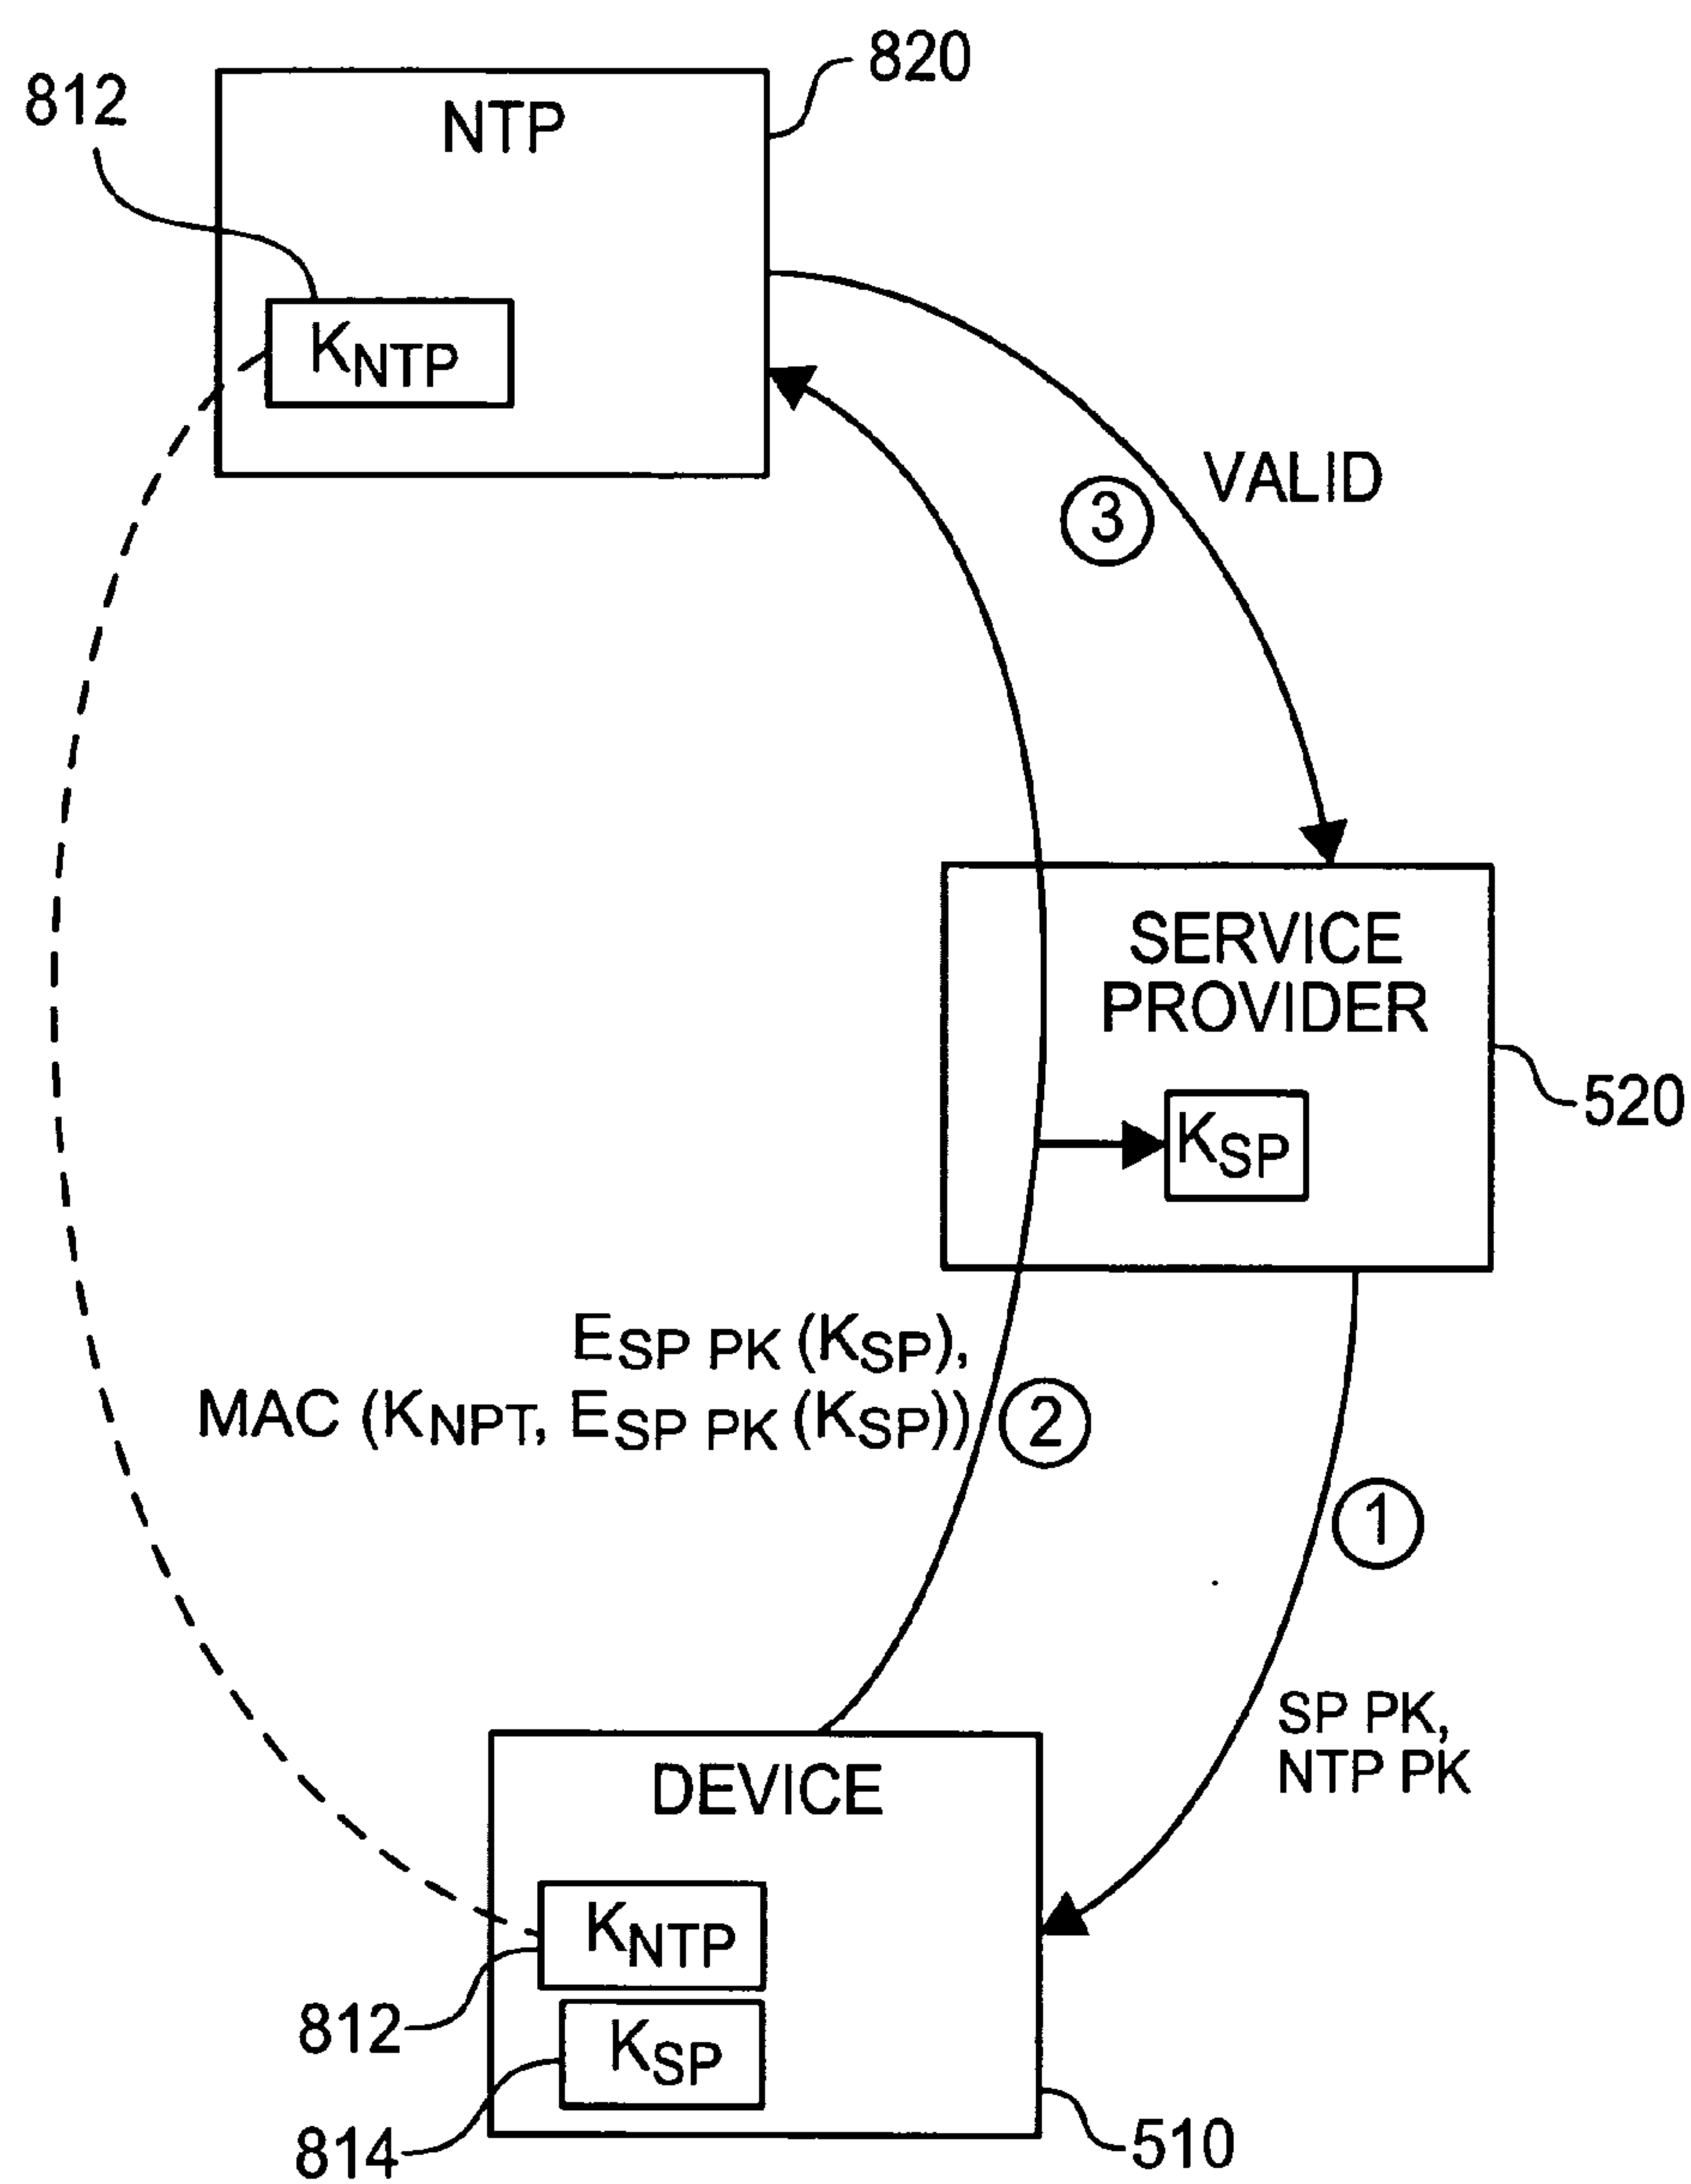 820
812
NTP
KNTP
VALID
3
SERVICE
PROVIDER
520
KSP
ESP PK (KSP),
MAC (KNPT, ESP PK (KSP))
2
1
SP PK,
NTP PK
DEVICE
KNTP
812
KSP
814
510